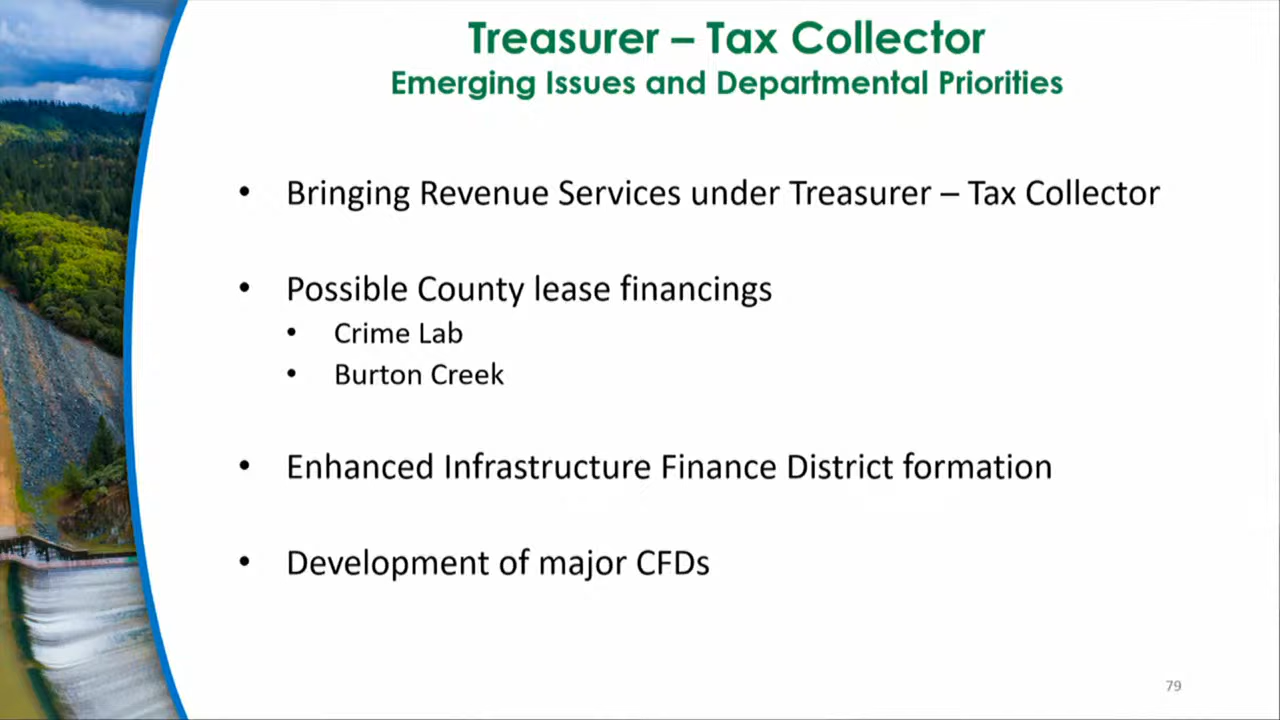 Treasurer – Tax Collector
Emerging Issues and Departmental Priorities
• Bringing Revenue Services under Treasurer – Tax Collector
• Possible County lease financings
• Crime Lab
• Burton Creek
• Enhanced Infrastructure Finance District formation
• Development of major CFDs
79